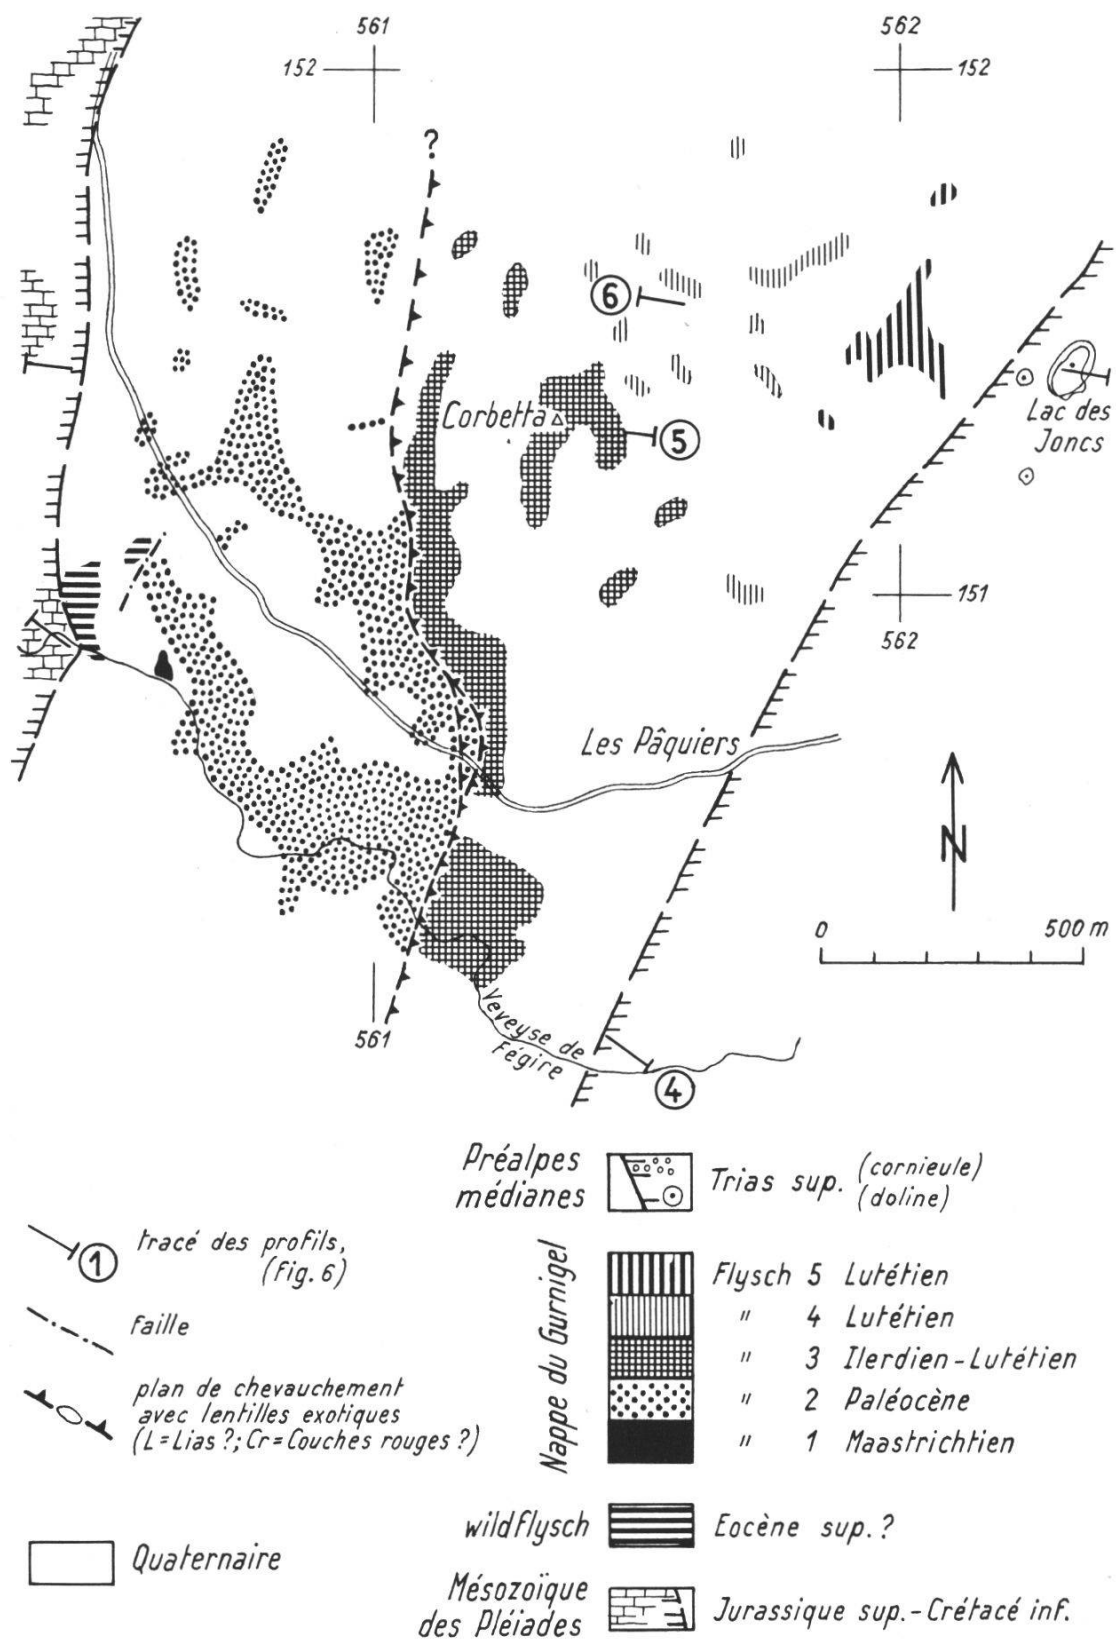 561
562
152
152
?
6
Corbetta
5
Lac des
Joncs
151
562
Les Pâquiers
N
0
500 m
561
Veveyse de
Fégire
4
Préalpes
médianes
Trias sup. (cornieule)
(doline)
1
tracé des profils,
(Fig. 6)
faille
plan de chevauchement
avec lentilles exotiques
(L = Lias ?; Cr = Couches rouges ?)
Quaternaire
Nappe du Gurnigel
Flysch 5 Lutétien
" 4 Lutétien
" 3 Ilerdien-Lutétien
" 2 Paléocène
" 1 Maastrichtien
wildflysch
Eocène sup. ?
Mésozoïque
des Pléiades
Jurassique sup.-Crétacé inf.